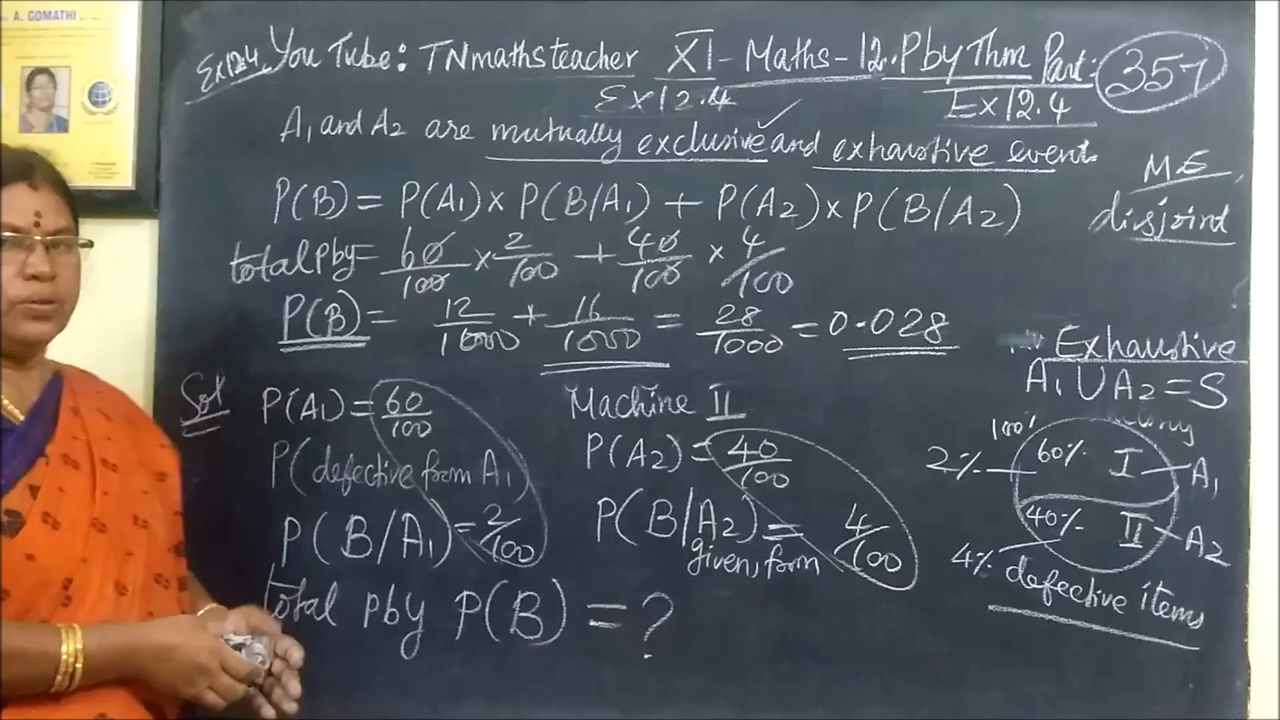 A. GOMATHI
Ex12.4 You Tube: TNmathsteacher XI - Maths - 12. Pby Thm Part: 357
Ex12.4 Ex12.4
A₁ and A₂ are mutually exclusive ✓ and exhaustive event.
M.E
disjoint
P(B) = P(A₁) × P(B/A₁) + P(A₂) × P(B/A₂)
total Pby = 60/100 × 2/100 + 40/100 × 4/100
P(B) = 12/1000 + 16/1000 = 28/1000 = 0.028
Exhaustive
A₁ ∪ A₂ = S
Sol P(A₁) = 60/100
P(defective from A₁)
P(B/A₁) = 2/100
Machine II
P(A₂) = 40/100
P(B/A₂) = 4/100
given, form
100%
2% 60% I A₁
40% II A₂
4% defective items
total Pby P(B) = ?